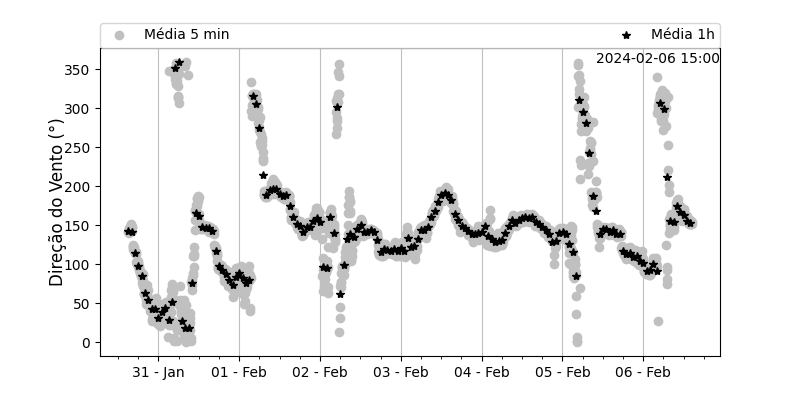 Média 5 min
Média 1h
2024-02-06 15:00
Direção do Vento (°)
350
300
250
200
150
100
50
0
31 - Jan
01 - Feb
02 - Feb
03 - Feb
04 - Feb
05 - Feb
06 - Feb